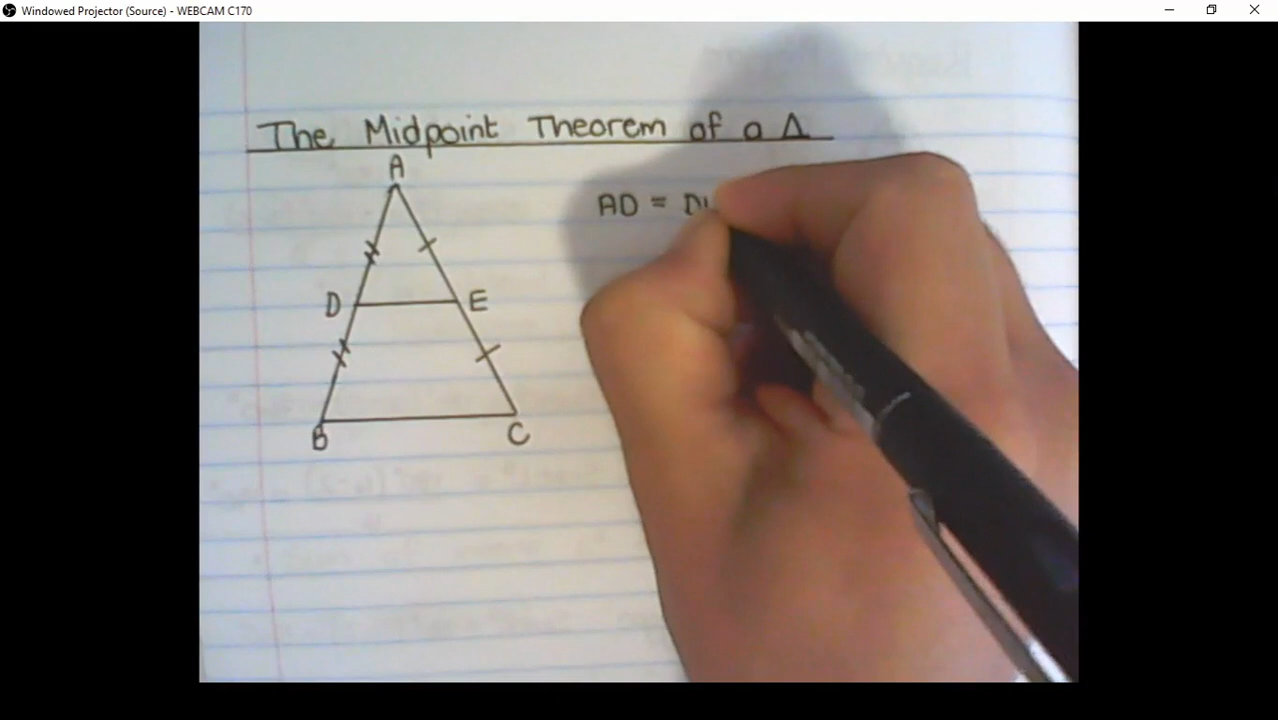 Windowed Projector (Source) - WEBCAM C170
The Midpoint Theorem of a Δ
A
AD = D
D
E
B
C